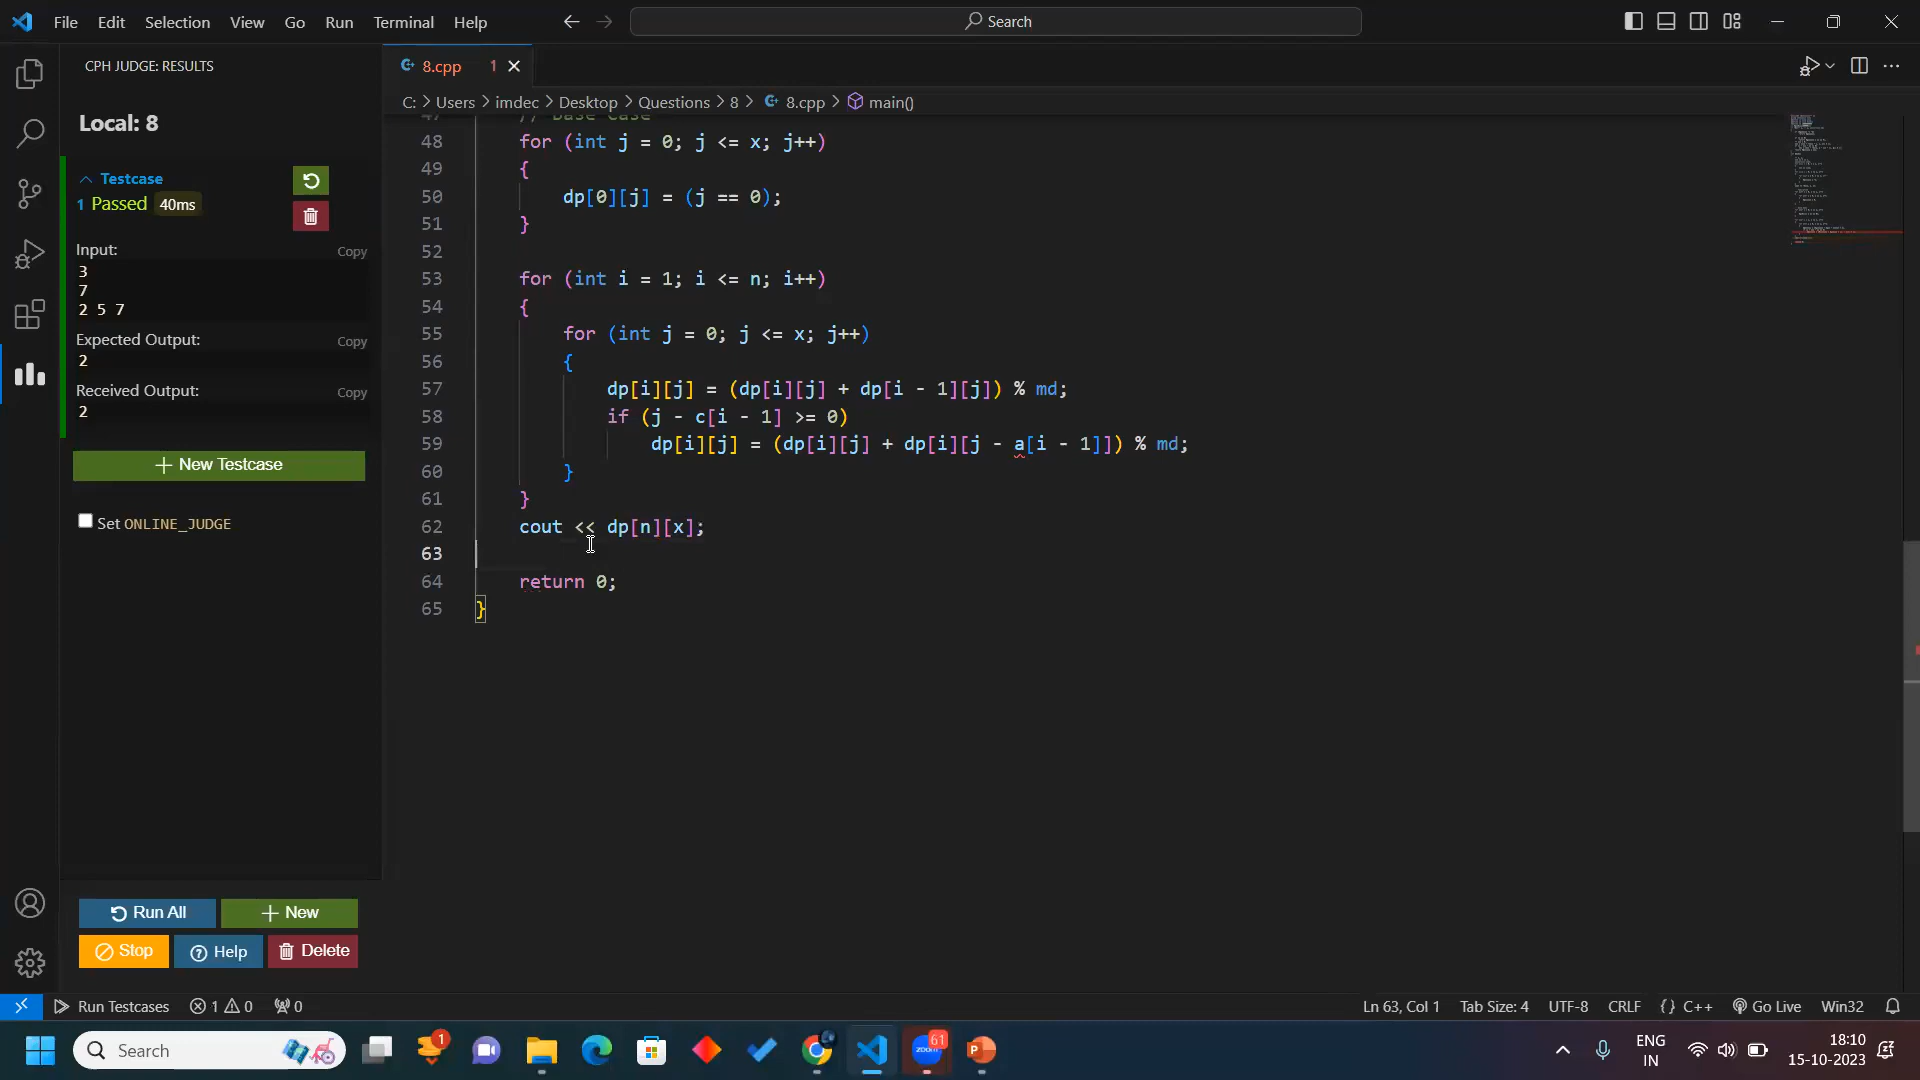 File Edit Selection View Go Run Terminal Help
Search
CPH JUDGE: RESULTS
8.cpp 1
C: > Users > imdec > Desktop > Questions > 8 > 8.cpp > main()
Local: 8
Testcase
1 Passed 40ms
Input:
Copy
3
7
2 5 7
Expected Output:
Copy
2
Received Output:
Copy
2
New Testcase
Set ONLINE_JUDGE
Run All
New
Stop
Help
Delete
47 // Base Case
48 for (int j = 0; j <= x; j++)
49 {
50 dp[0][j] = (j == 0);
51 }
52
53 for (int i = 1; i <= n; i++)
54 {
55 for (int j = 0; j <= x; j++)
56 {
57 dp[i][j] = (dp[i][j] + dp[i - 1][j]) % md;
58 if (j - c[i - 1] >= 0)
59 dp[i][j] = (dp[i][j] + dp[i][j - a[i - 1]]) % md;
60 }
61 }
62 cout << dp[n][x];
63
64 return 0;
65 }
Run Testcases 1 0 0
Ln 63, Col 1 Tab Size: 4 UTF-8 CRLF {} C++ Go Live Win32
Search
1
zoom
61
ENG
IN
18:10
15-10-2023